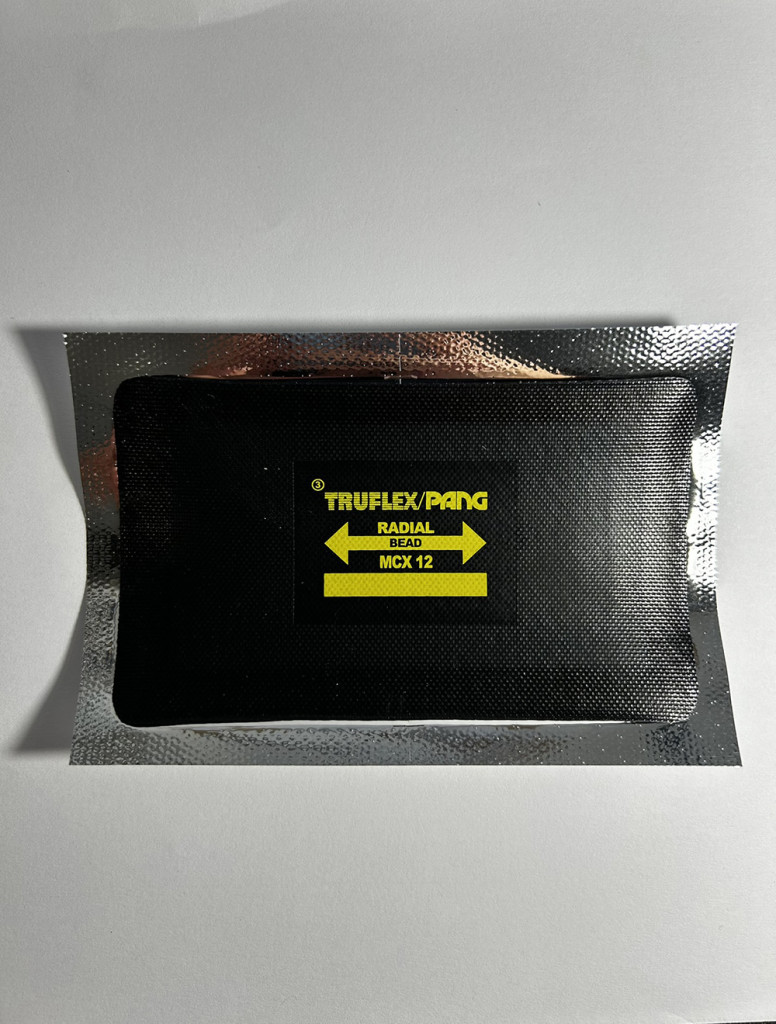 ③
TRUFLEX/PANG
RADIAL
BEAD
MCX 12